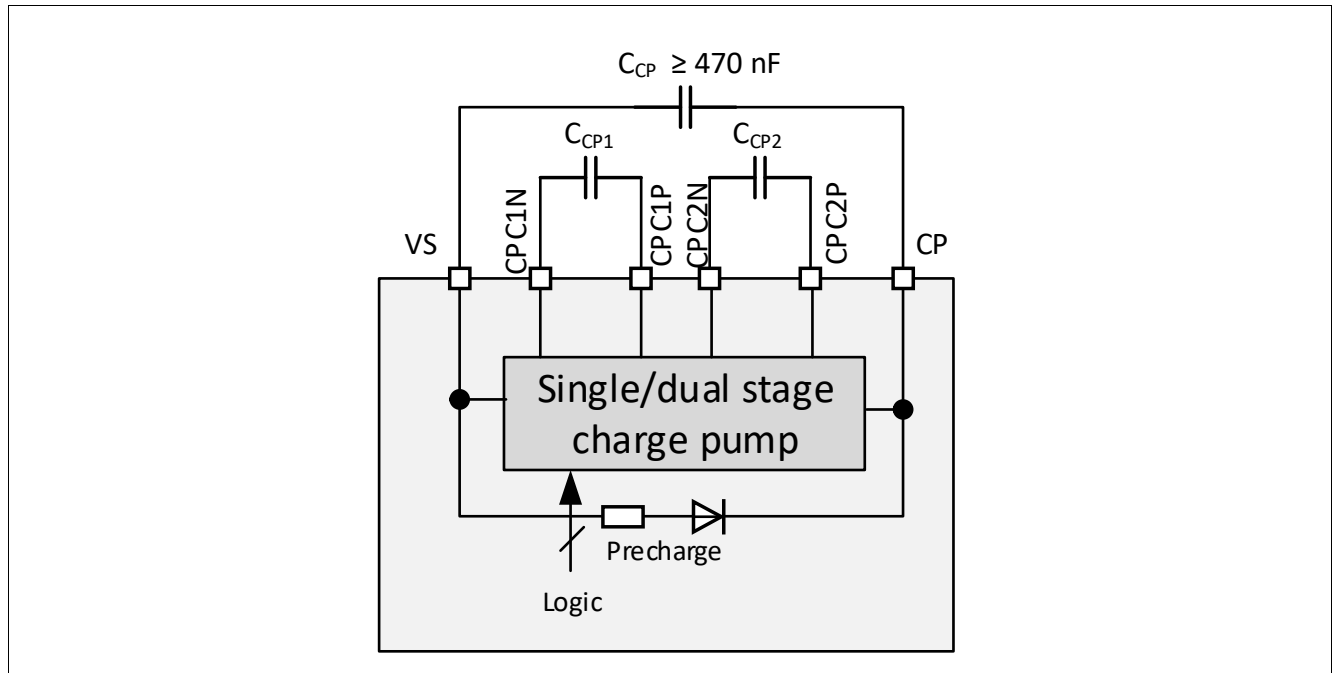 C_CP ≥ 470 nF
C_CP1
C_CP2
VS
CPC1N
CPC1P
CPC2N
CPC2P
CP
Single/dual stage
charge pump
Precharge
Logic